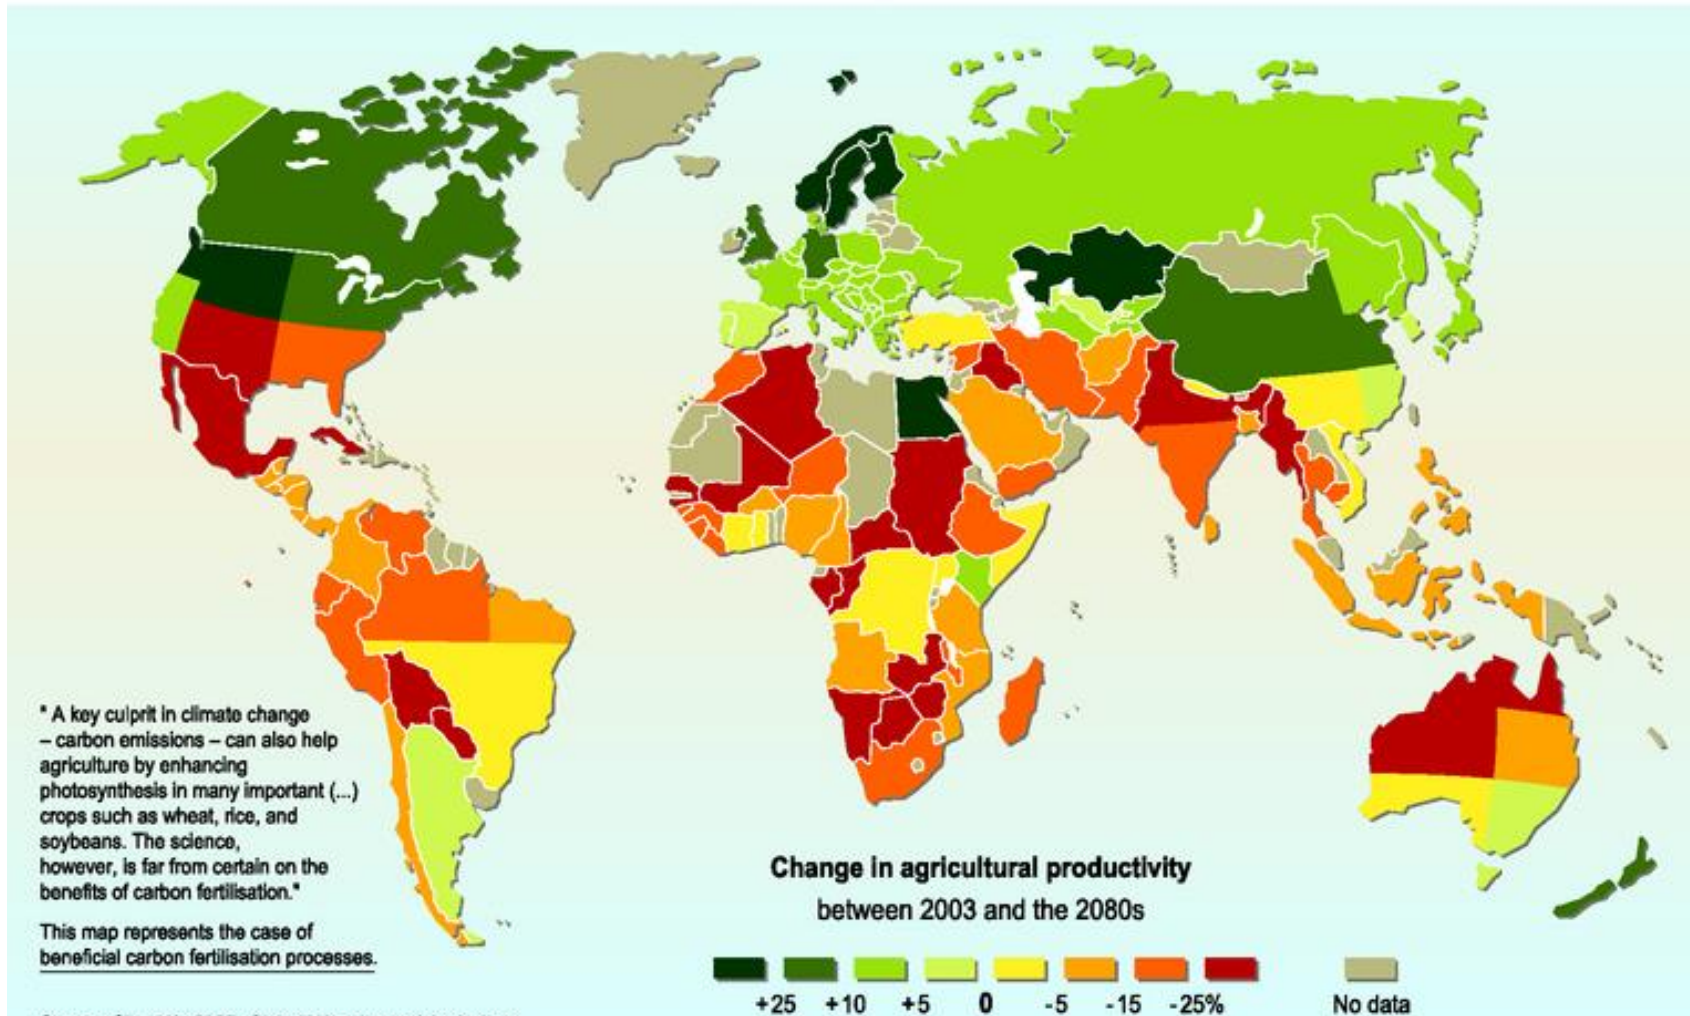 " A key culprit in climate change
– carbon emissions – can also help
agriculture by enhancing
photosynthesis in many important (...)
crops such as wheat, rice, and
soybeans. The science,
however, is far from certain on the
benefits of carbon fertilisation."
This map represents the case of
beneficial carbon fertilisation processes.
Change in agricultural productivity
between 2003 and the 2080s
+25 +10 +5 0 -5 -15 -25% No data